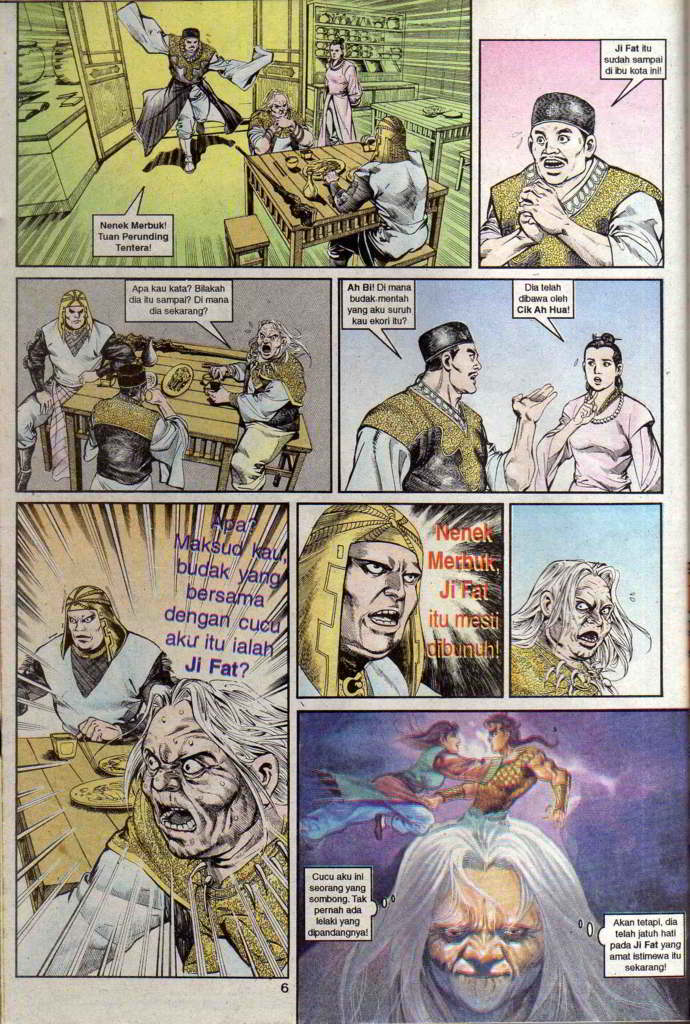 Nenek Merbuk!
Tuan Perunding
Tentera!
Ji Fat itu
sudah sampai
di ibu kota ini!
Apa kau kata? Bilakah
dia itu sampai? Di mana
dia sekarang?
Ah Bi! Di mana
budak mentah
yang aku suruh
kau ekori itu?
Dia telah
dibawa oleh
Cik Ah Hua!
Apa?
Maksud kau,
budak yang
bersama
dengan cucu
aku itu ialah
Ji Fat?
Nenek
Merbuk,
Ji Fat
itu mesti
dibunuh!
Cucu aku ini
seorang yang
sombong. Tak
pernah ada
lelaki yang
dipandangnya!
Akan tetapi, dia
telah jatuh hati
pada Ji Fat yang
amat istimewa itu
sekarang!
6